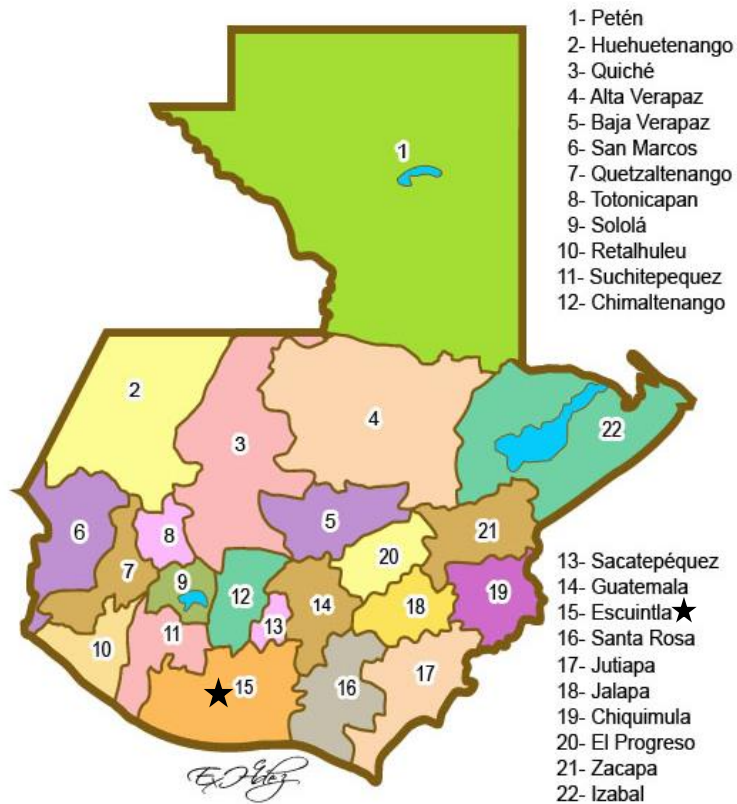 1- Petén
2- Huehuetenango
3- Quiché
4- Alta Verapaz
5- Baja Verapaz
6- San Marcos
7- Quetzaltenango
8- Totonicapan
9- Sololá
10- Retalhuleu
11- Suchitepequez
12- Chimaltenango
1
2
3
4
22
6
8
5
21
7
9
12
20
19
14
18
13
10
11
17
15
16
13- Sacatepéquez
14- Guatemala
15- Escuintla
16- Santa Rosa
17- Jutiapa
18- Jalapa
19- Chiquimula
20- El Progreso
21- Zacapa
22- Izabal